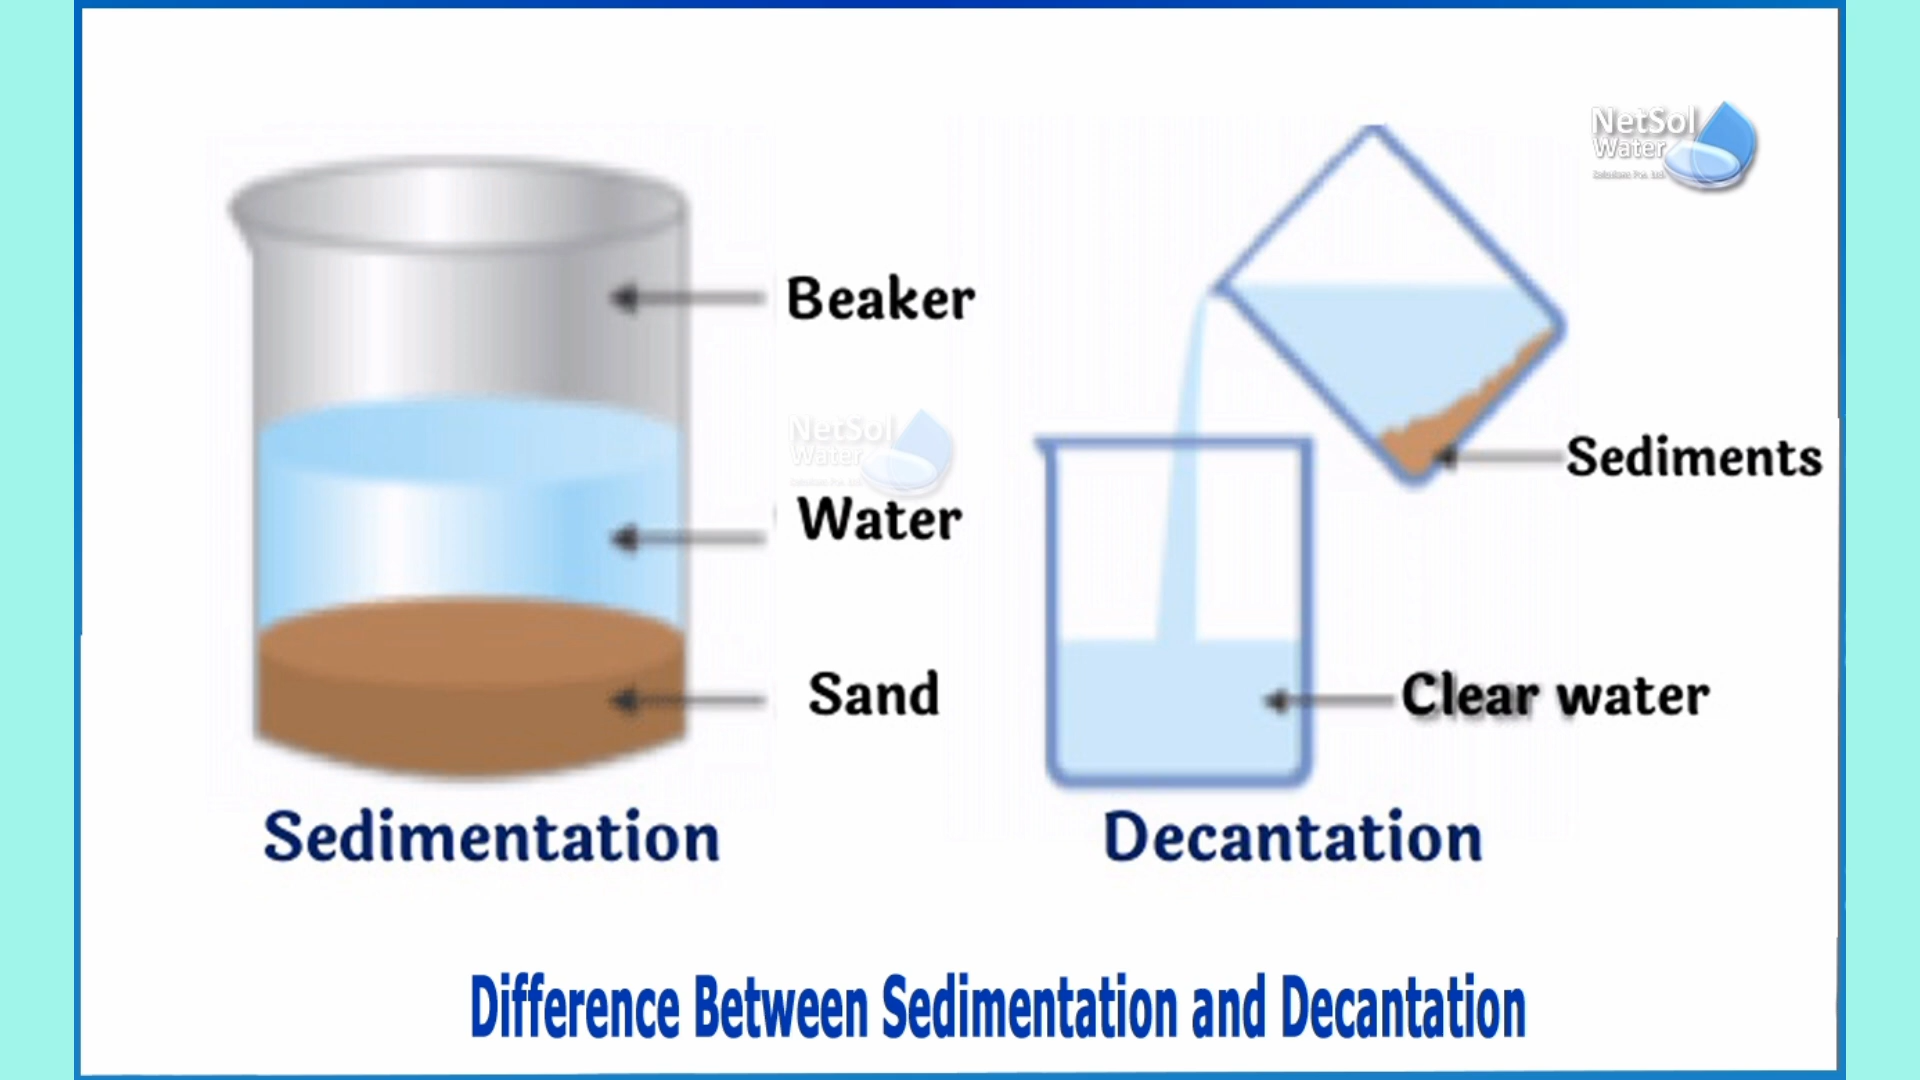 NetSol
Water
Beaker
NetSol
Water
Water
Sediments
Sand
Clear water
Sedimentation
Decantation
Difference Between Sedimentation and Decantation